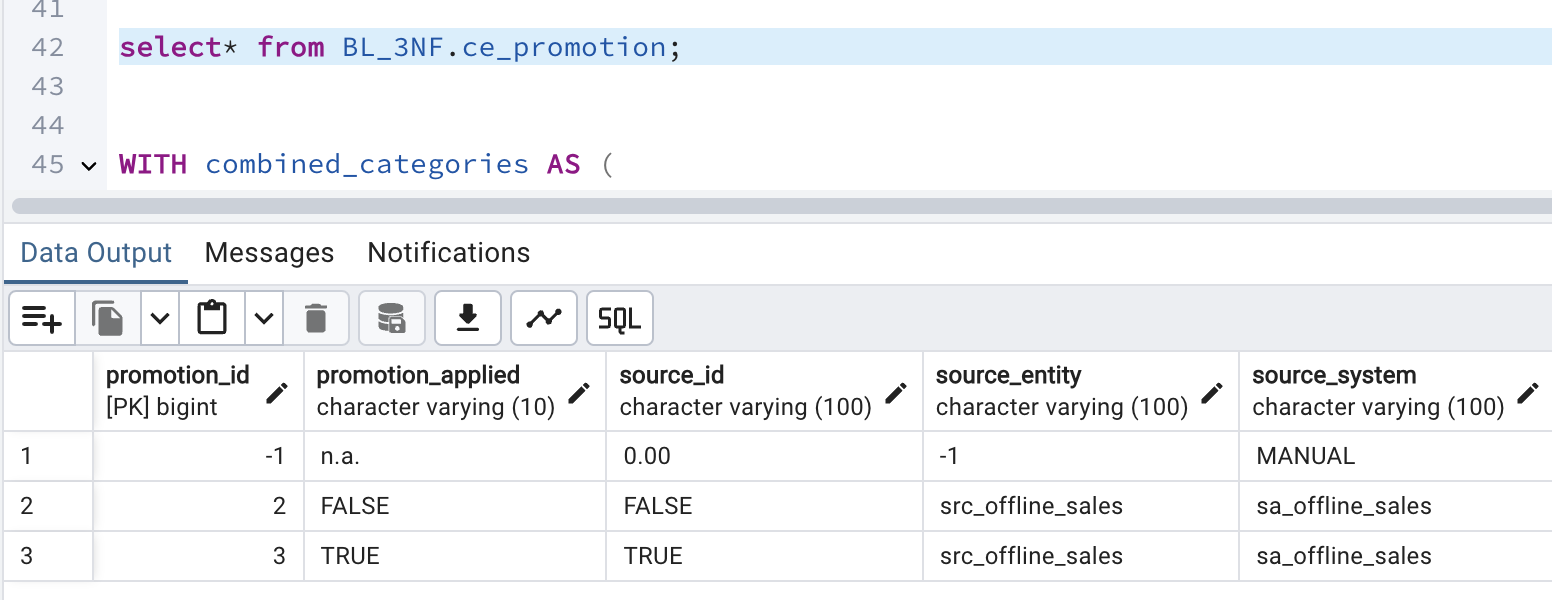 41
42 select* from BL_3NF.ce_promotion;
43
44
45 WITH combined_categories AS (
Data Output Messages Notifications
SQL
promotion_id promotion_applied source_id source_entity source_system
[PK] bigint character varying (10) character varying (100) character varying (100) character varying (100)
1 -1 n.a. 0.00 -1 MANUAL
2 2 FALSE FALSE src_offline_sales sa_offline_sales
3 3 TRUE TRUE src_offline_sales sa_offline_sales